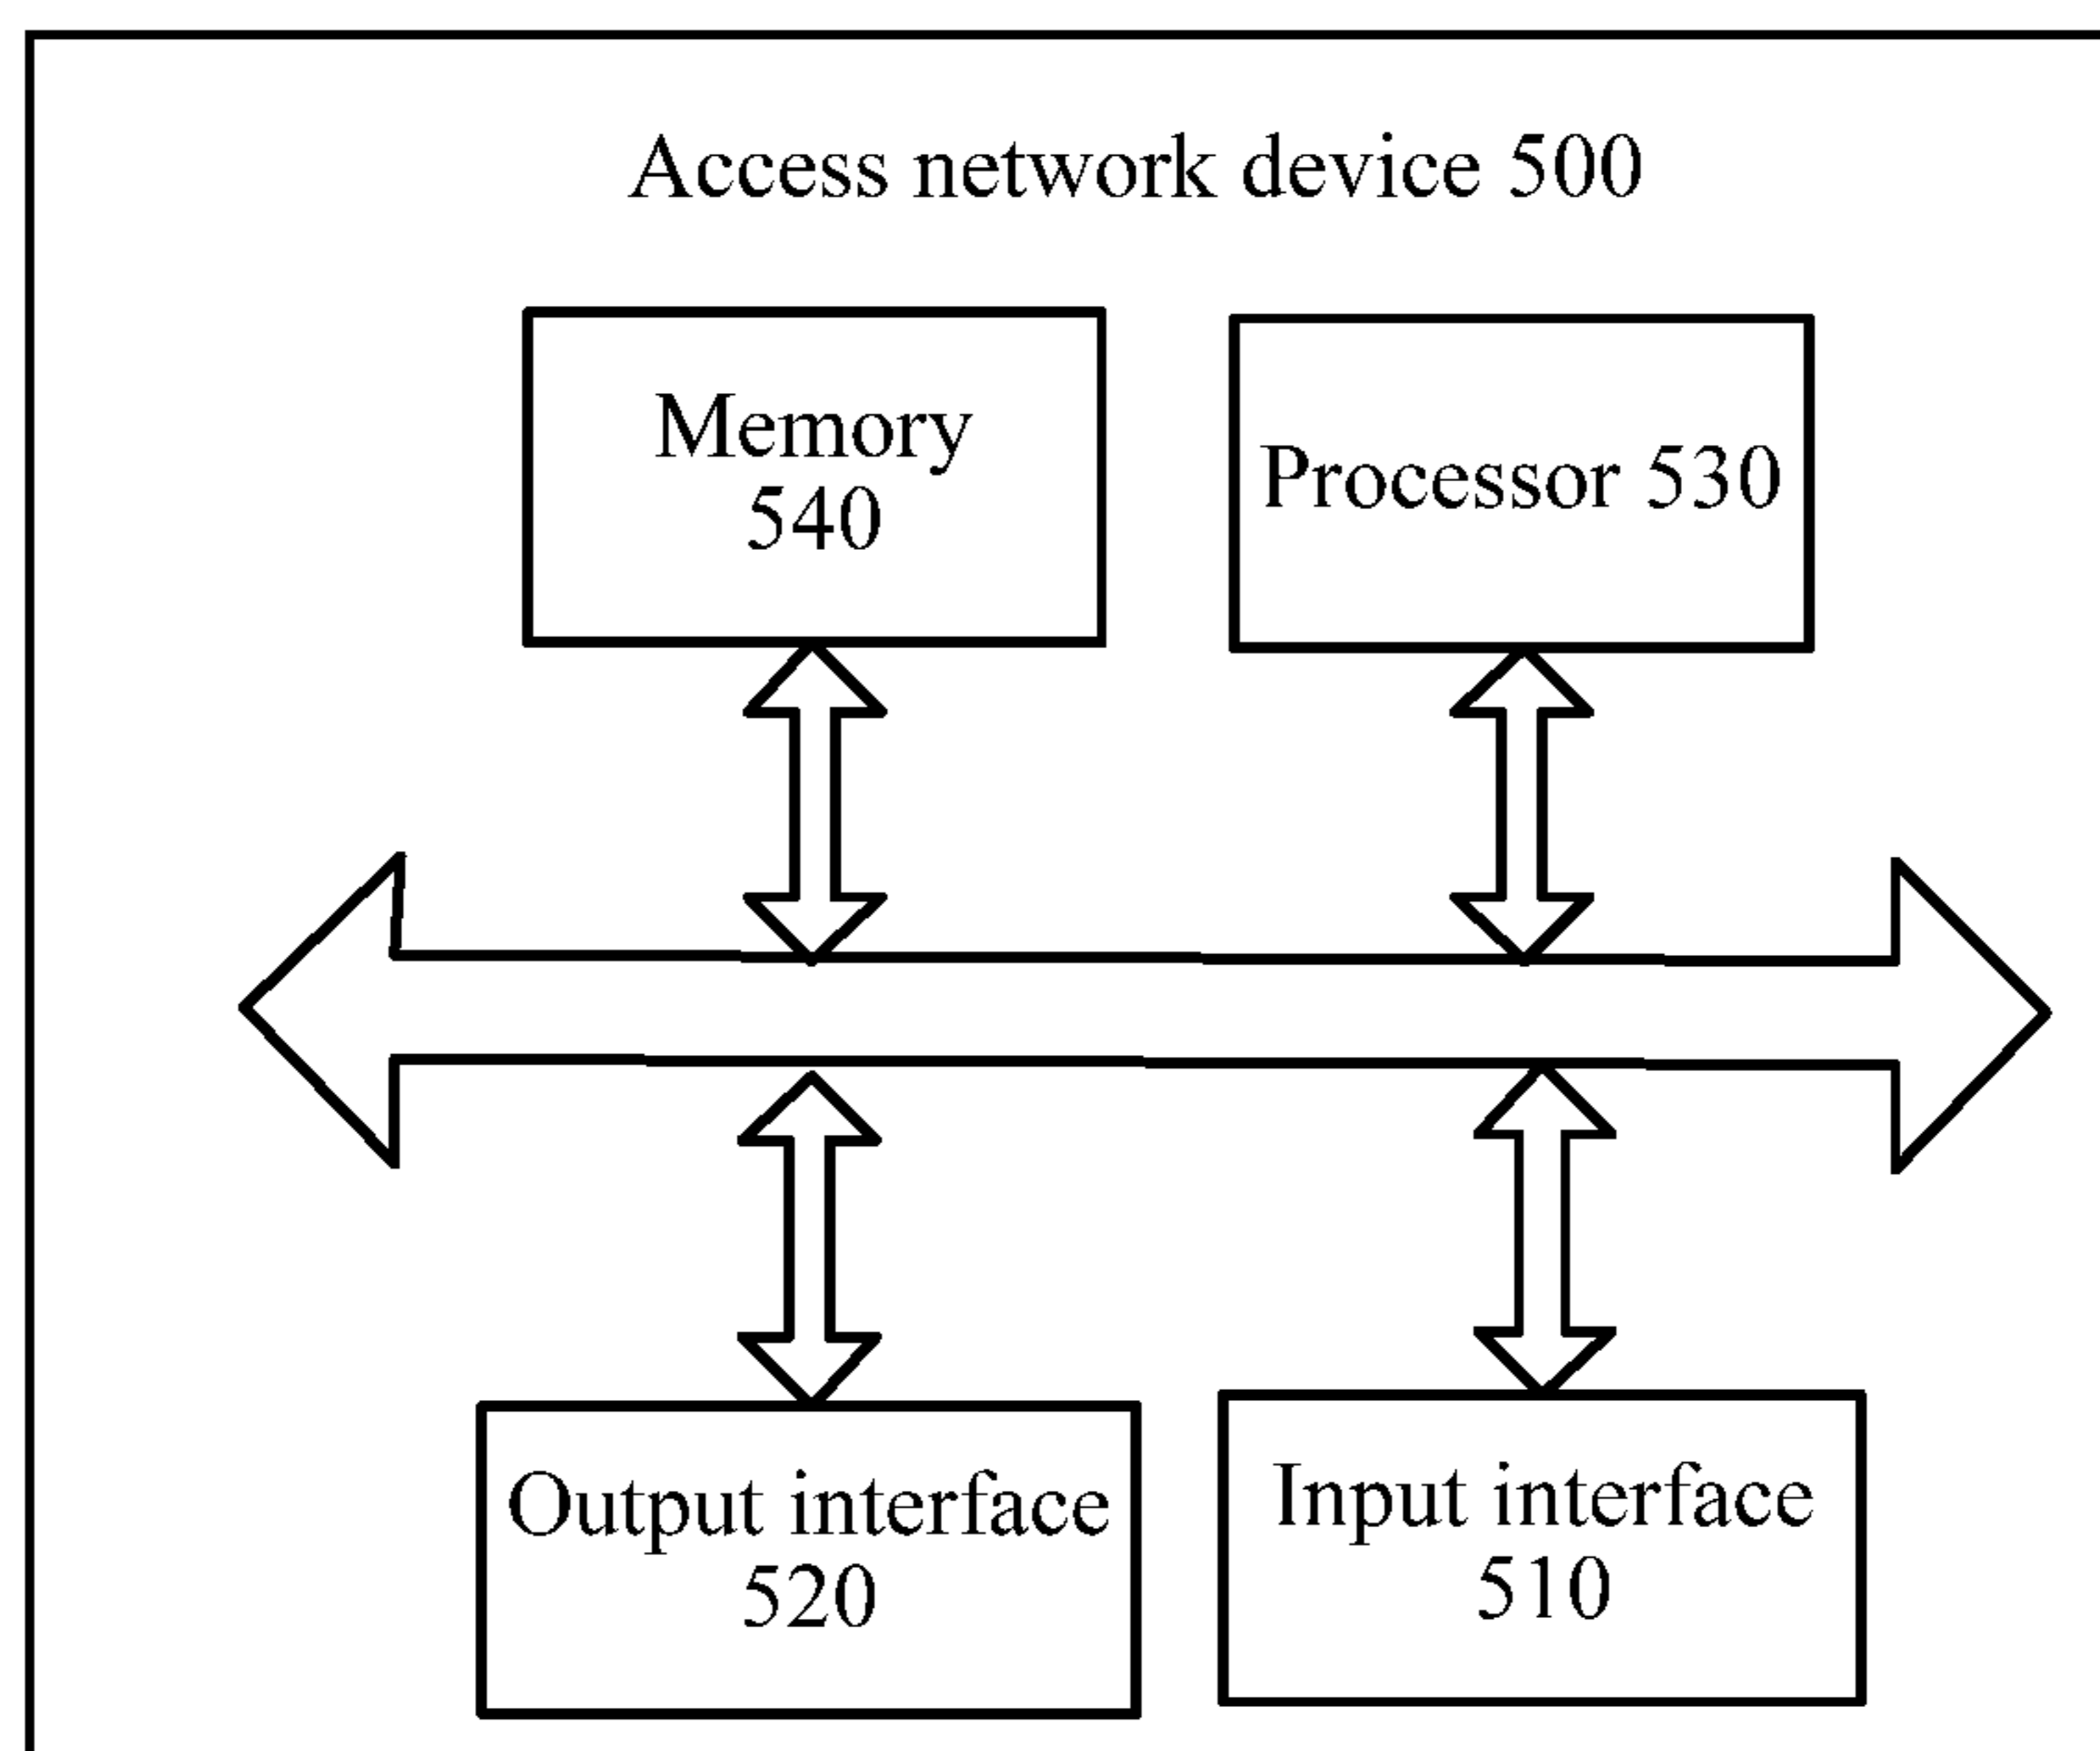 Access network device 500
Memory
540
Processor 530
Output interface
520
Input interface
510